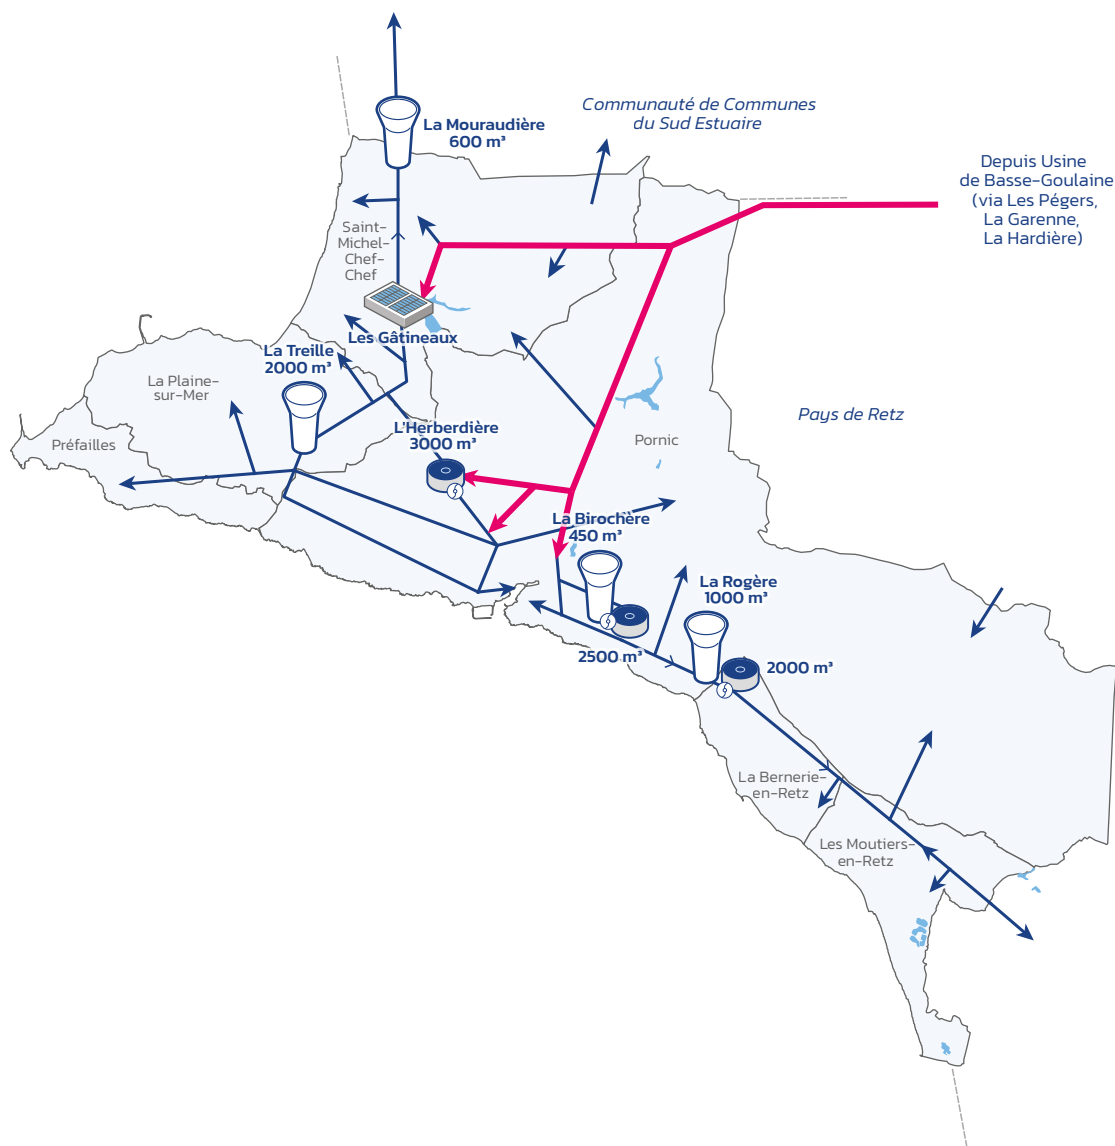 Communauté de Communes
du Sud Estuaire
La Mouraudière
600 m³
Depuis Usine
de Basse-Goulaine
(via Les Pégers,
La Garenne,
La Hardière)
Saint-
Michel-
Chef-
Chef
Les Gâtineaux
La Treille
2000 m³
La Plaine-
sur-Mer
Préfailles
L'Herberdière
3000 m³
Pornic
Pays de Retz
La Birochère
450 m³
La Rogère
1000 m³
2500 m³
2000 m³
La Bernerie-
en-Retz
Les Moutiers-
en-Retz